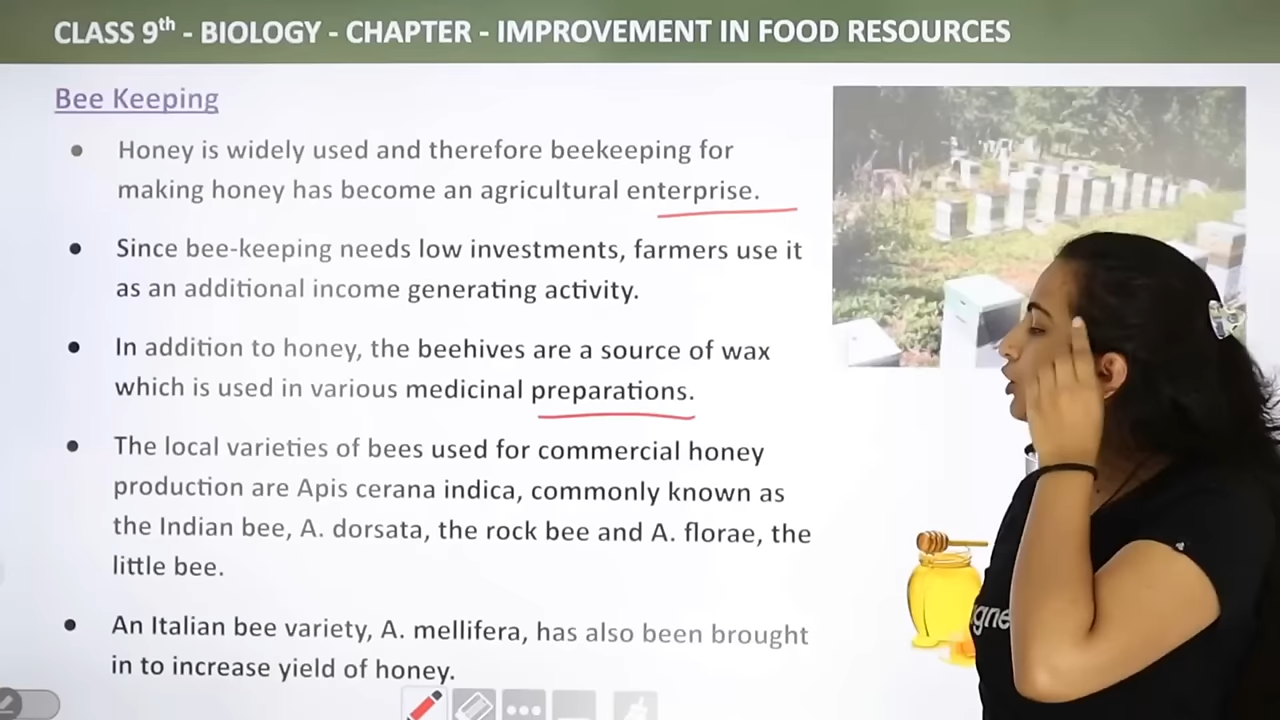 CLASS 9th - BIOLOGY - CHAPTER - IMPROVEMENT IN FOOD RESOURCES
Bee Keeping
• Honey is widely used and therefore beekeeping for
making honey has become an agricultural enterprise.
• Since bee-keeping needs low investments, farmers use it
as an additional income generating activity.
• In addition to honey, the beehives are a source of wax
which is used in various medicinal preparations.
• The local varieties of bees used for commercial honey
production are Apis cerana indica, commonly known as
the Indian bee, A. dorsata, the rock bee and A. florae, the
little bee.
• An Italian bee variety, A. mellifera, has also been brought
in to increase yield of honey.